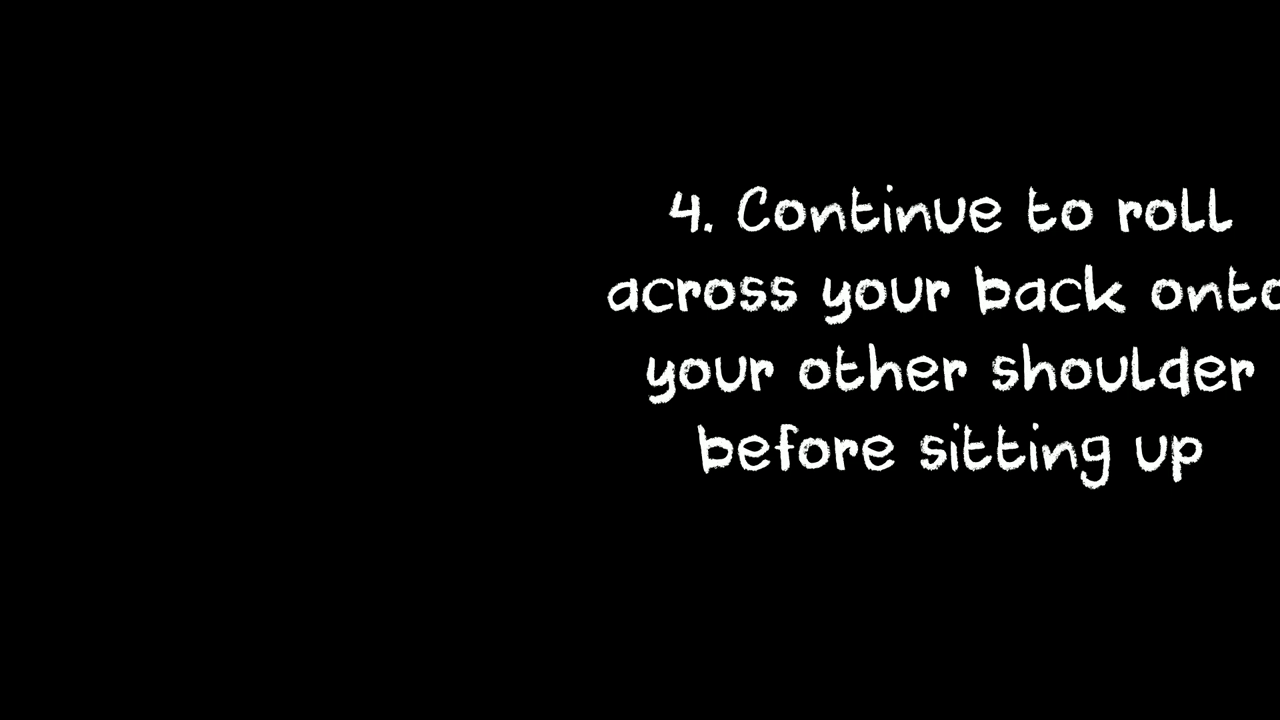 4. Continue to roll
across your back onto
your other shoulder
before sitting up